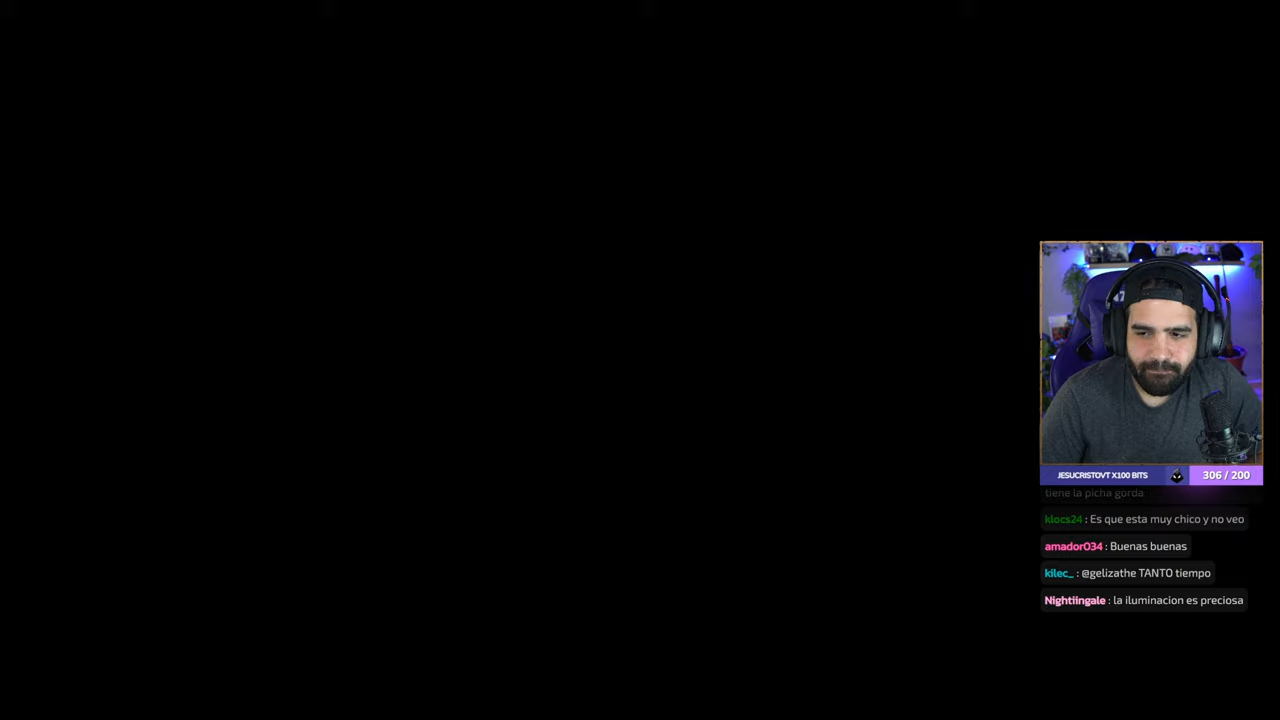 JESUCRISTOVT X100 BITS 306 / 200
tiene la picha gorda
klocs24 : Es que esta muy chico y no veo
amador034 : Buenas buenas
kilec_ : @gelizathe TANTO tiempo
Nightiingale : la iluminacion es preciosa